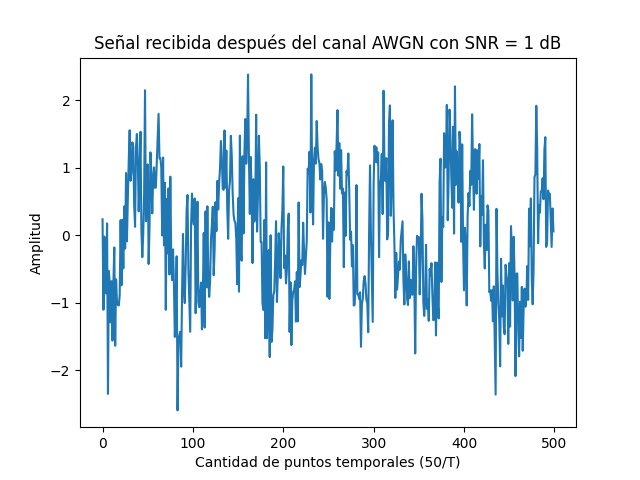 Señal recibida después del canal AWGN con SNR = 1 dB
2
1
0
−1
−2
Amplitud
0 100 200 300 400 500
Cantidad de puntos temporales (50/T)